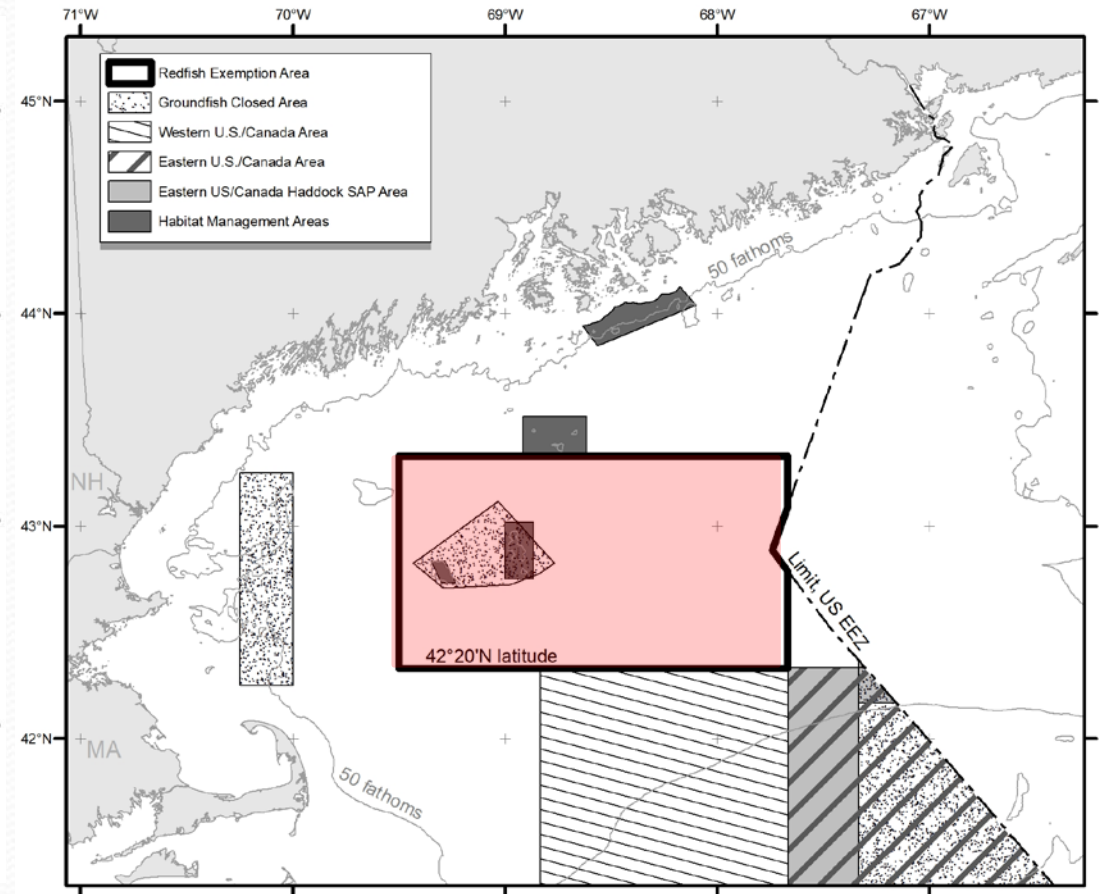 71°W 70°W 69°W 68°W 67°W
Redfish Exemption Area
Groundfish Closed Area
Western U.S./Canada Area
Eastern U.S./Canada Area
Eastern US/Canada Haddock SAP Area
Habitat Management Areas
45°N
50 fathoms
44°N
NH
43°N
Limit, US EEZ
42°20'N latitude
42°N
MA
50 fathoms